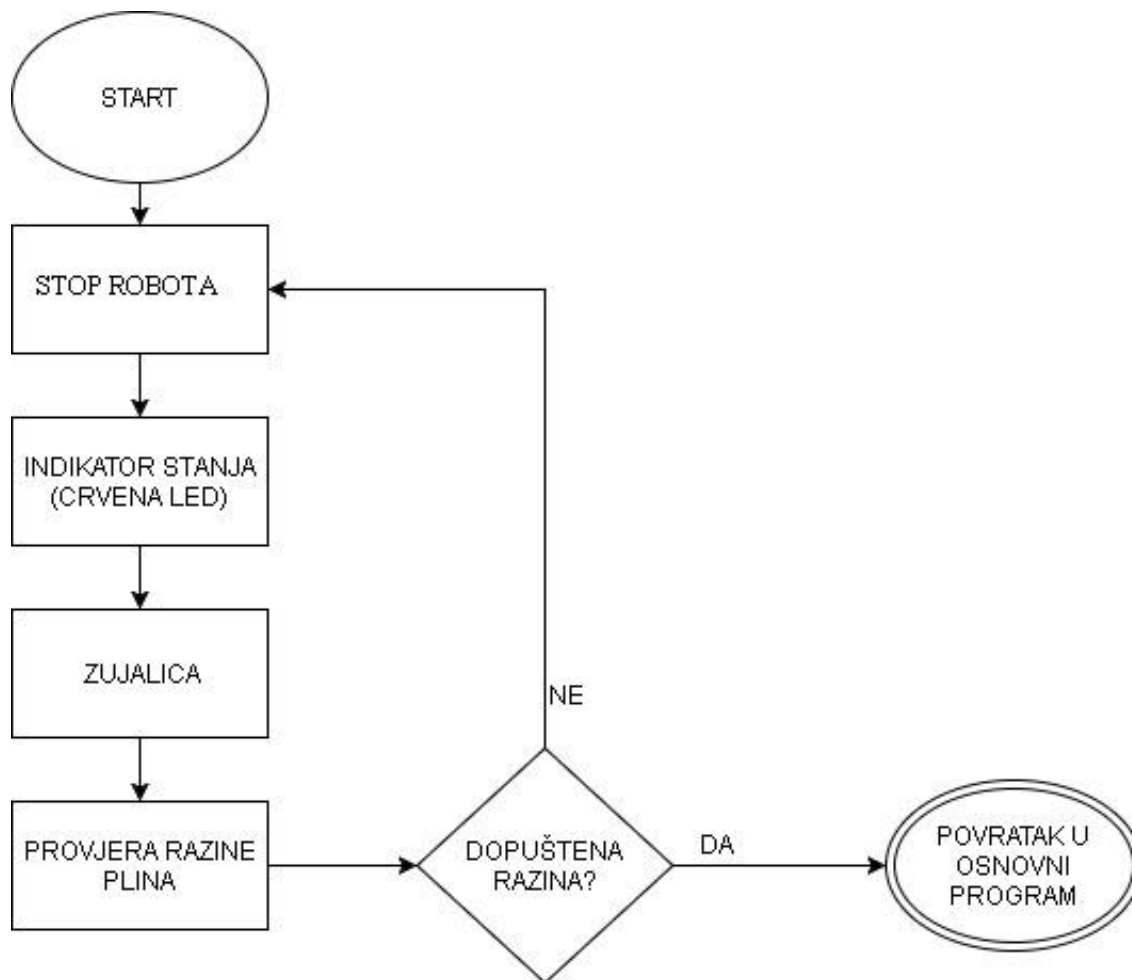 START
STOP ROBOTA
INDIKATOR STANJA
(CRVENA LED)
ZUJALICA
PROVJERA RAZINE
PLINA
DOPUŠTENA
RAZINA?
NE
DA
POVRATAK U
OSNOVNI
PROGRAM